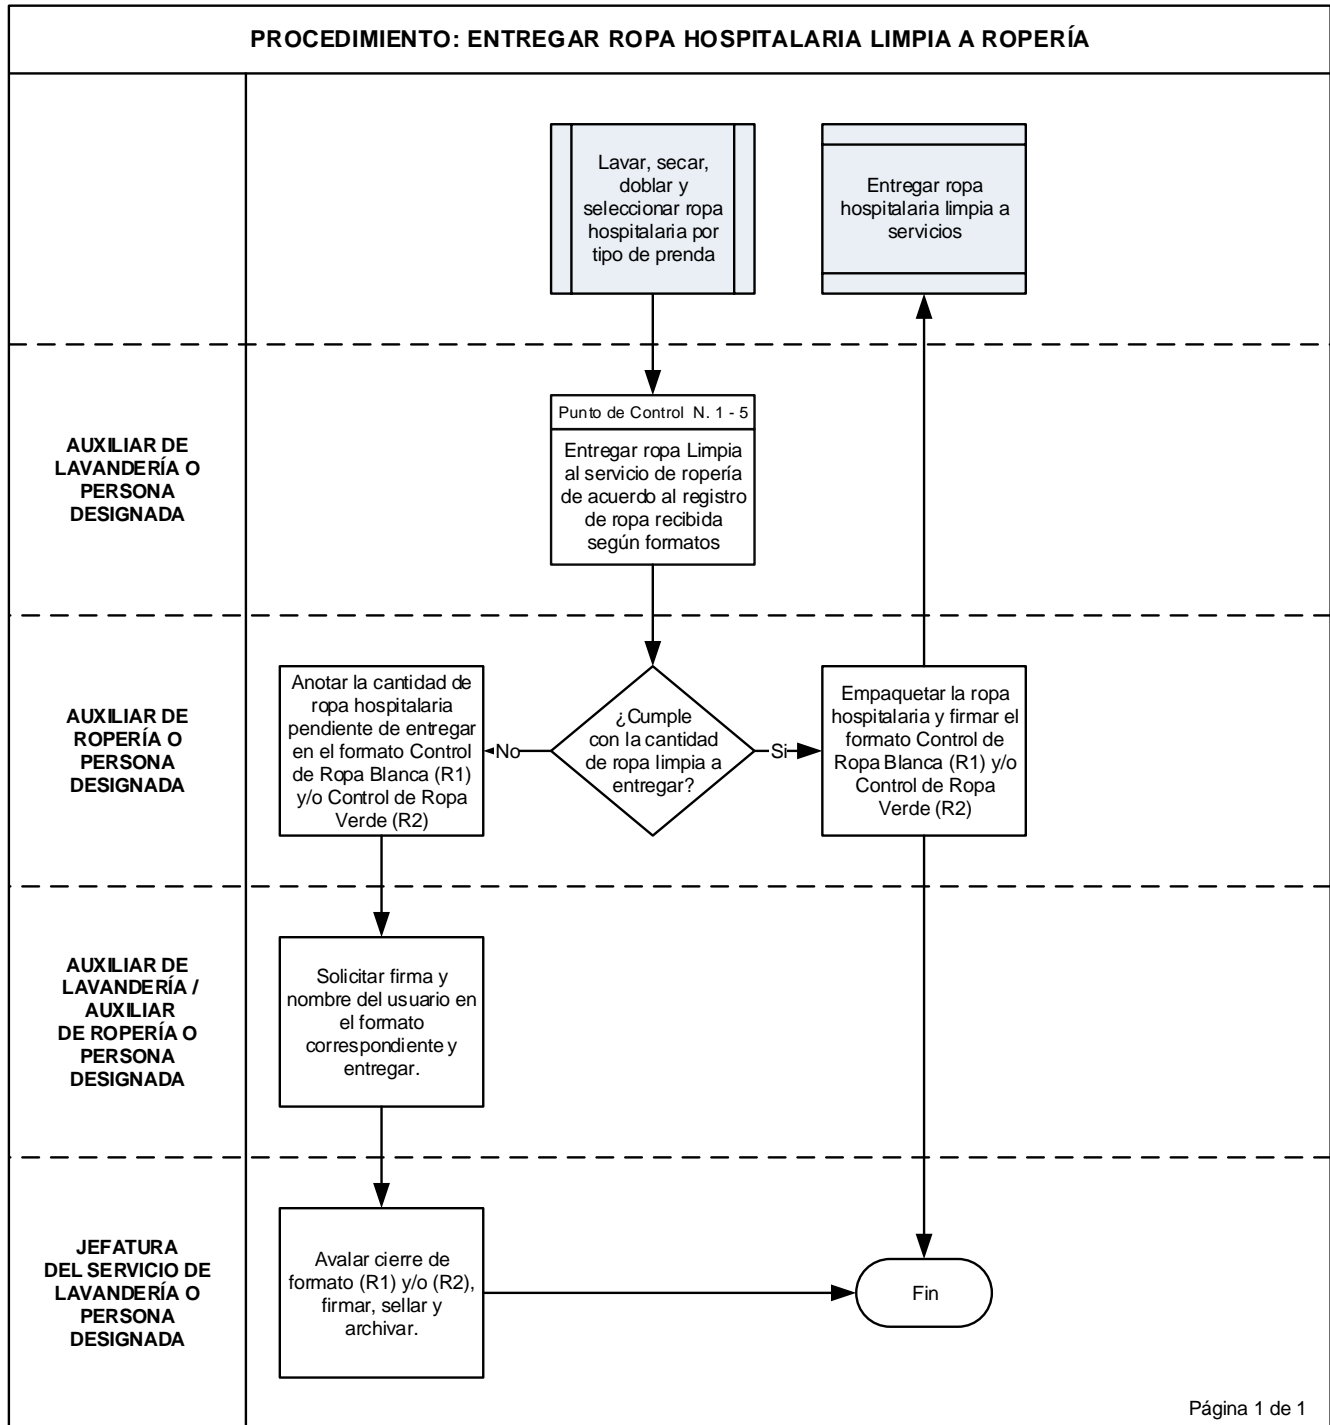 PROCEDIMIENTO: ENTREGAR ROPA HOSPITALARIA LIMPIA A ROPERÍA
Lavar, secar,
doblar y
seleccionar ropa
hospitalaria por
tipo de prenda
Entregar ropa
hospitalaria limpia a
servicios
AUXILIAR DE
LAVANDERÍA O
PERSONA
DESIGNADA
Punto de Control N. 1 - 5
Entregar ropa Limpia
al servicio de ropería
de acuerdo al registro
de ropa recibida
según formatos
AUXILIAR DE
ROPERÍA O
PERSONA
DESIGNADA
Anotar la cantidad de
ropa hospitalaria
pendiente de entregar
en el formato Control
de Ropa Blanca (R1)
y/o Control de Ropa
Verde (R2)
No
¿Cumple
con la cantidad
de ropa limpia a
entregar?
Si
Empaquetar la ropa
hospitalaria y firmar el
formato Control de
Ropa Blanca (R1) y/o
Control de Ropa
Verde (R2)
AUXILIAR DE
LAVANDERÍA /
AUXILIAR
DE ROPERÍA O
PERSONA
DESIGNADA
Solicitar firma y
nombre del usuario en
el formato
correspondiente y
entregar.
JEFATURA
DEL SERVICIO DE
LAVANDERÍA O
PERSONA
DESIGNADA
Avalar cierre de
formato (R1) y/o (R2),
firmar, sellar y
archivar.
Fin
Página 1 de 1